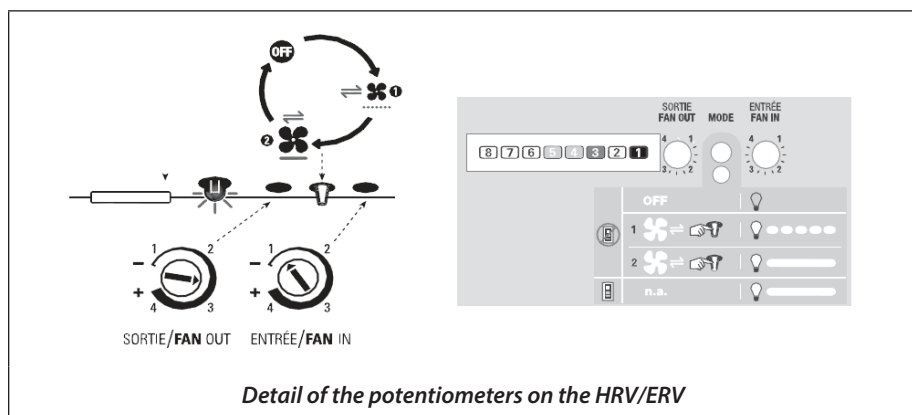 OFF
1
2
1 2
− +
4 3
SORTIE/FAN OUT
1 2
− +
4 3
ENTRÉE/FAN IN
SORTIE
FAN OUT
MODE
ENTRÉE
FAN IN
8 7 6 5 4 3 2 1
4 1
3 2
4 1
3 2
OFF
1
2
n.a.
Detail of the potentiometers on the HRV/ERV